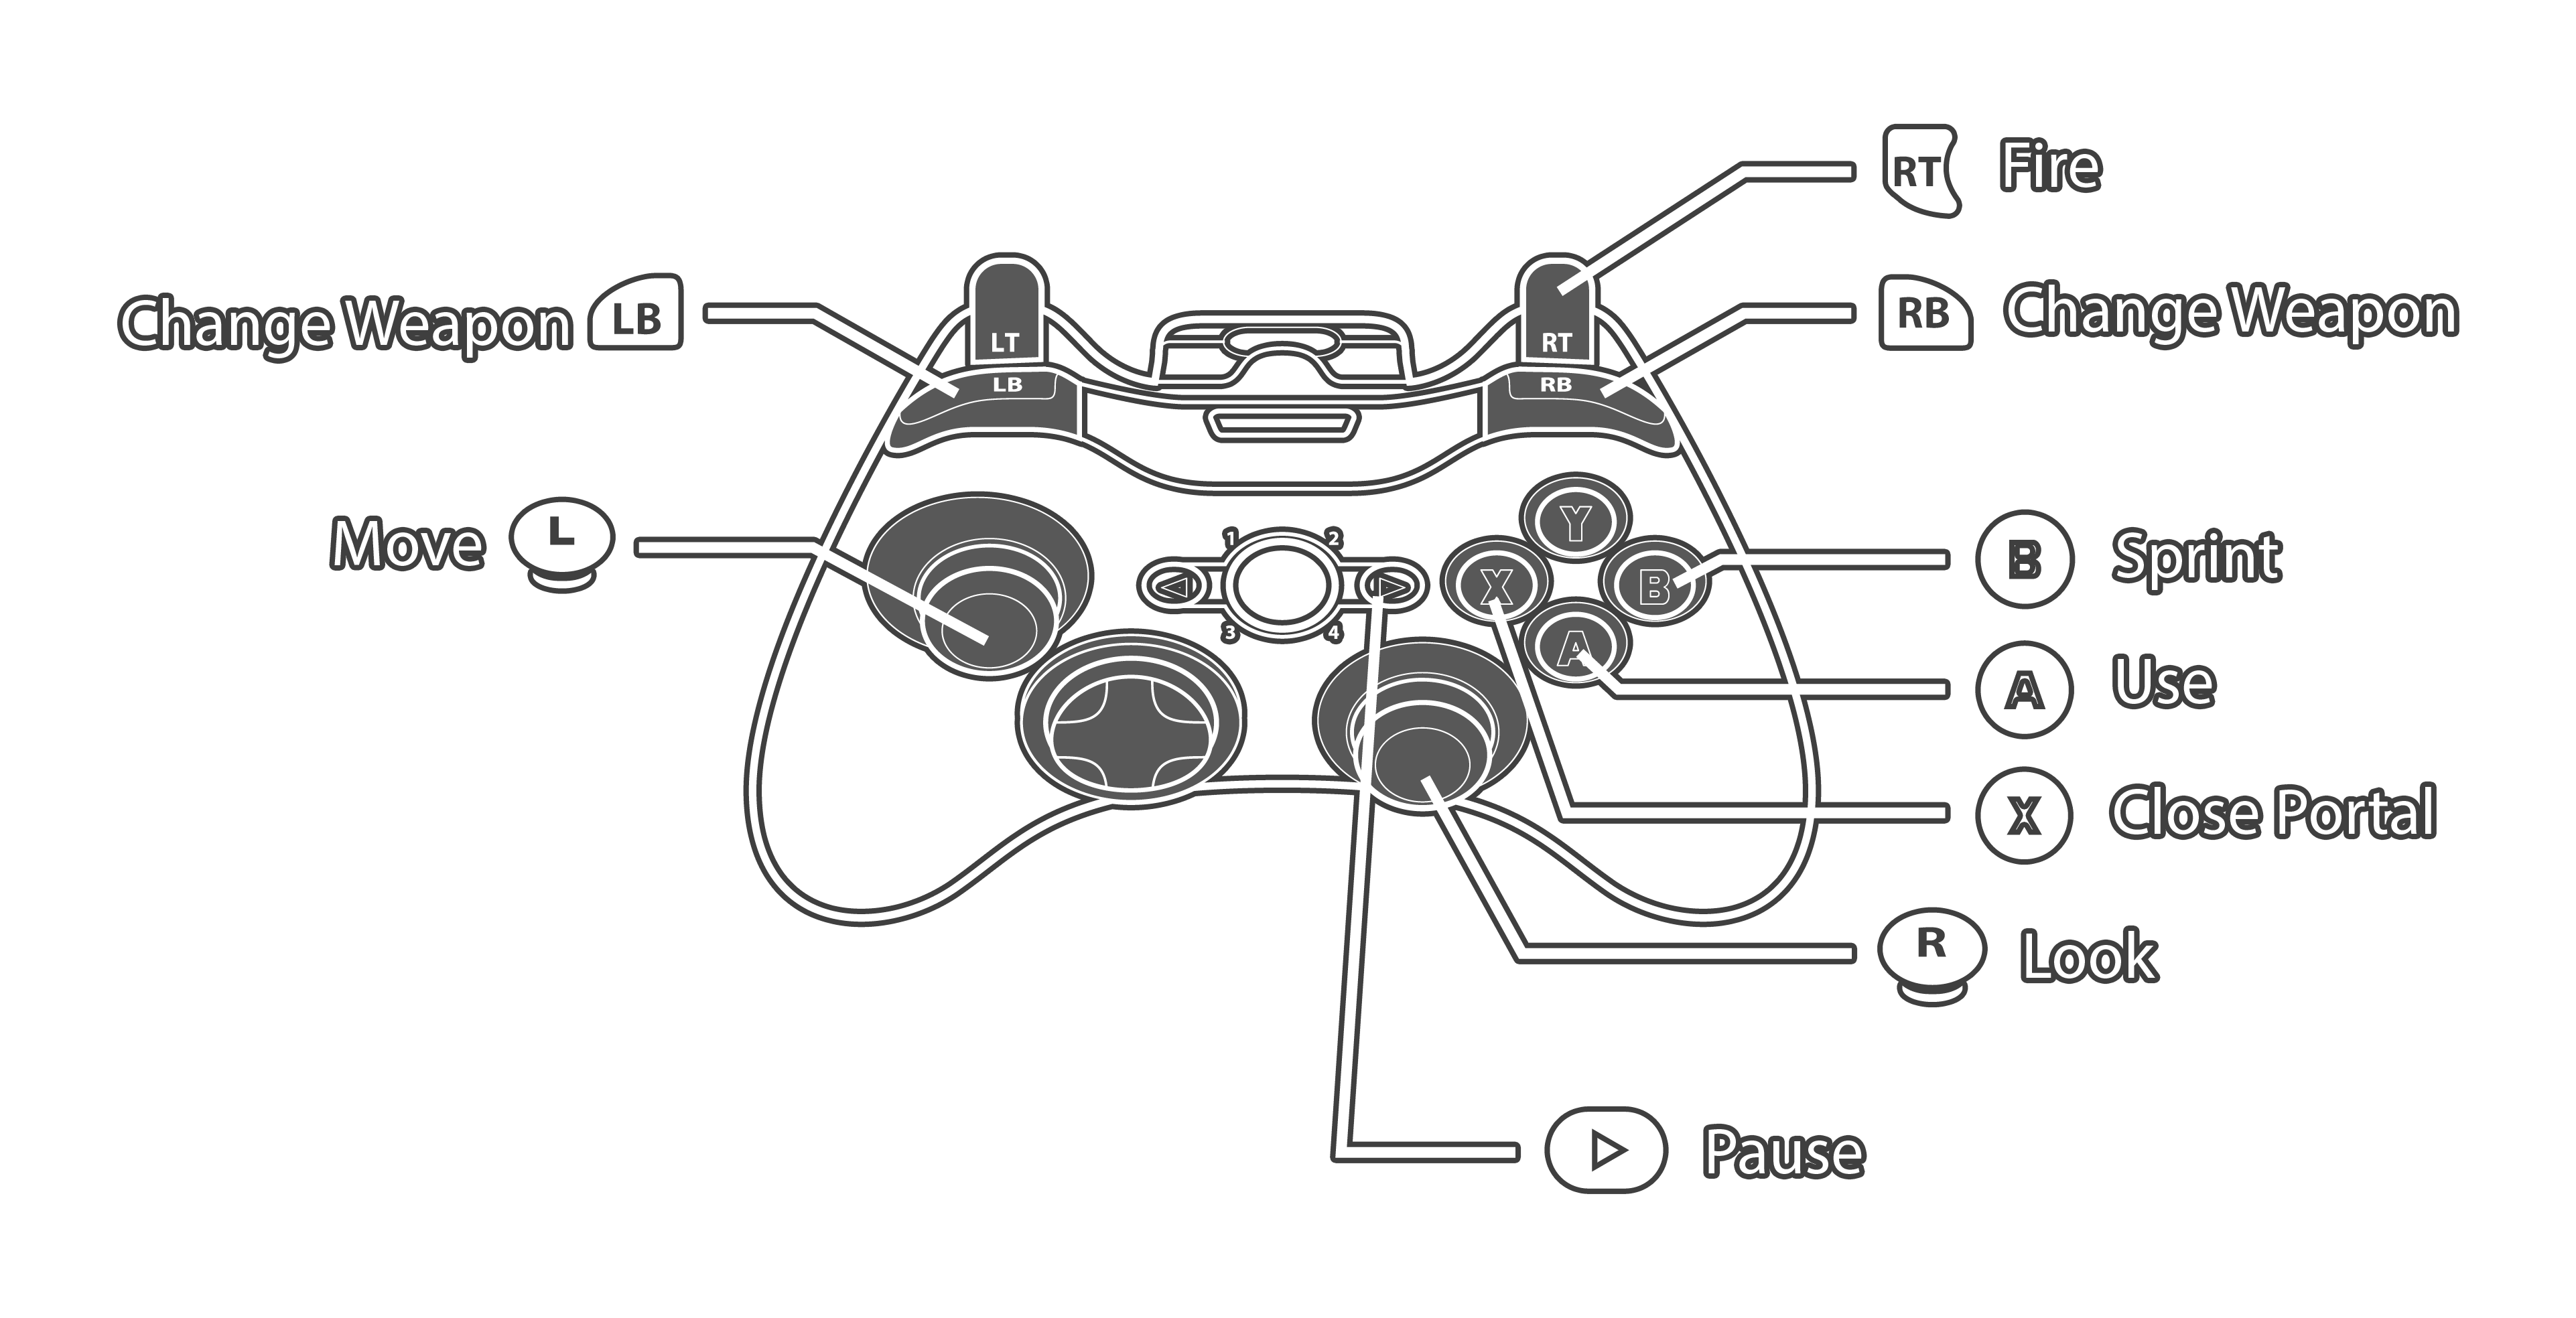 RT Fire
Change Weapon LB
RB Change Weapon
LT
RT
LB
RB
Move L
1 2
Y
X
B
A
3 4
B Sprint
A Use
X Close Portal
R Look
Pause